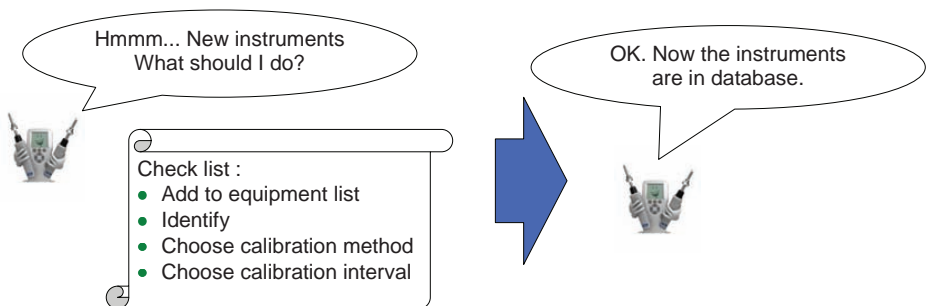 Hmmm... New instruments
What should I do?
Check list :
• Add to equipment list
• Identify
• Choose calibration method
• Choose calibration interval
OK. Now the instruments
are in database.